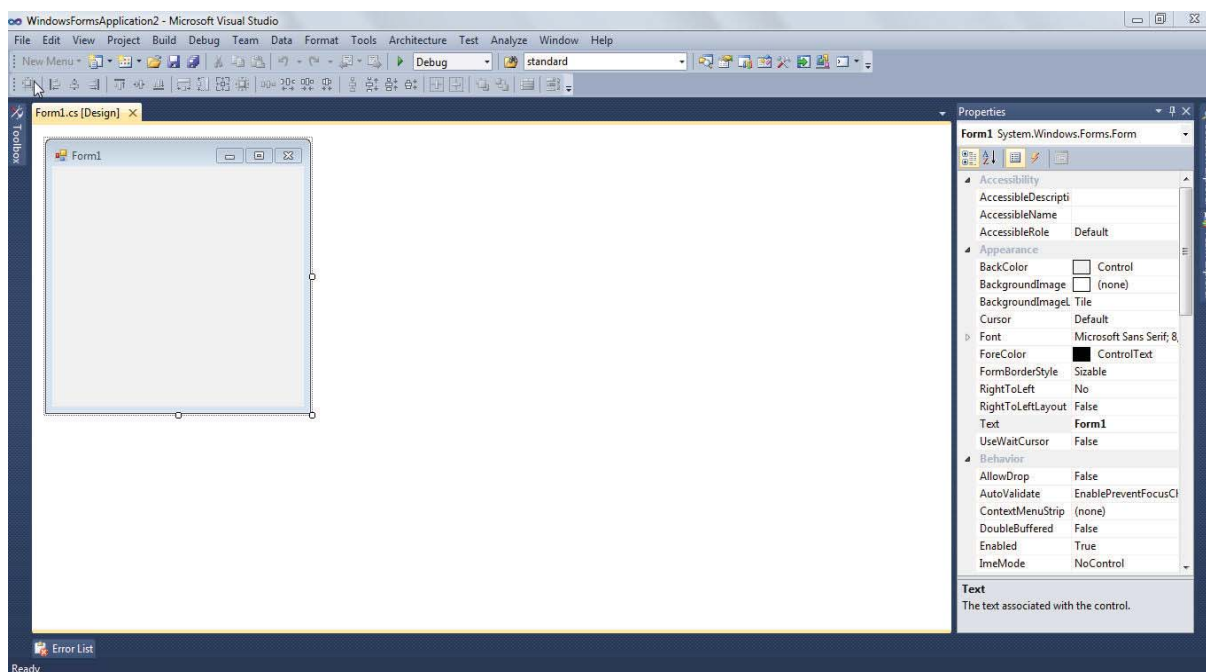 WindowsFormsApplication2 - Microsoft Visual Studio
File Edit View Project Build Debug Team Data Format Tools Architecture Test Analyze Window Help
New Menu Debug standard
Toolbox
Form1.cs [Design]
Form1
Properties
Form1 System.Windows.Forms.Form
Accessibility
AccessibleDescripti
AccessibleName
AccessibleRole Default
Appearance
BackColor Control
BackgroundImage (none)
BackgroundImageL Tile
Cursor Default
Font Microsoft Sans Serif; 8,
ForeColor ControlText
FormBorderStyle Sizable
RightToLeft No
RightToLeftLayout False
Text Form1
UseWaitCursor False
Behavior
AllowDrop False
AutoValidate EnablePreventFocusCh
ContextMenuStrip (none)
DoubleBuffered False
Enabled True
ImeMode NoControl
Text
The text associated with the control.
Error List
Ready